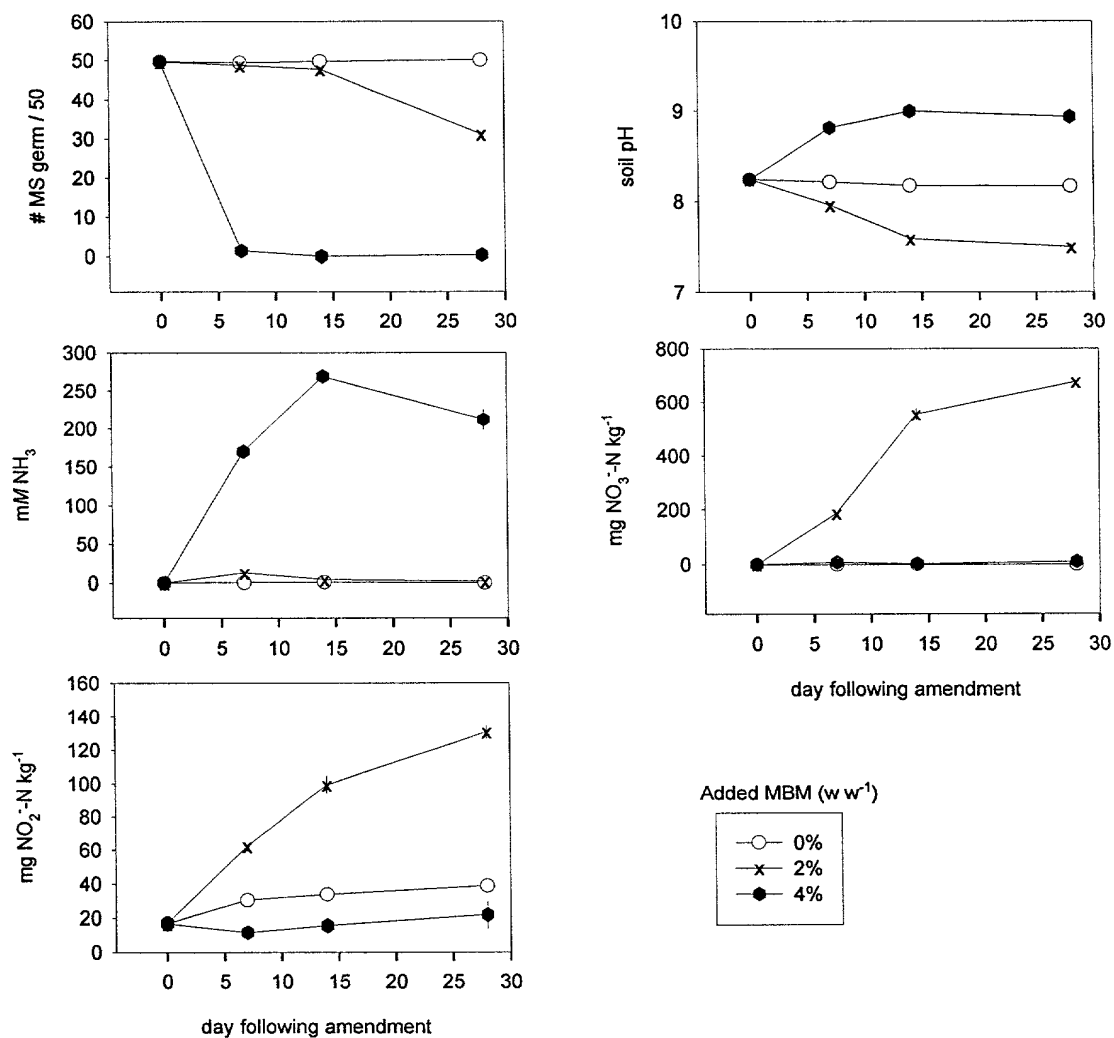 # MS germ / 50
60
50
40
30
20
10
0
0 5 10 15 20 25 30
soil pH
10
9
8
7
0 5 10 15 20 25 30
mM NH₃
300
250
200
150
100
50
0
0 5 10 15 20 25 30
mg NO₃⁻-N kg⁻¹
800
600
400
200
0
0 5 10 15 20 25 30
day following amendment
mg NO₂⁻-N kg⁻¹
160
140
120
100
80
60
40
20
0
0 5 10 15 20 25 30
day following amendment
Added MBM (w w⁻¹)
0%
2%
4%